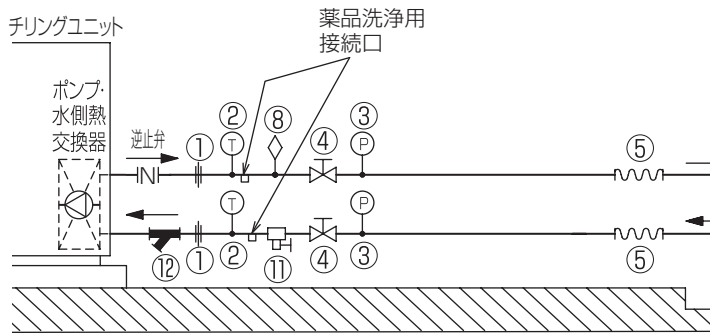 チリングユニット
薬品洗浄用
接続口
ポンプ・
水側熱
交換器
逆止弁
① ② ⑧ ④ ③ ⑤
T P
N
T P
⑫ ① ② ⑪ ④ ③ ⑤